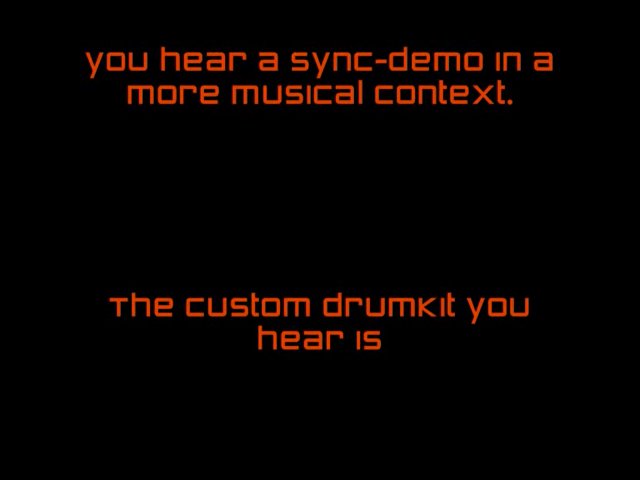 you hear a sync-demo in a
more musical context.
The custom drumkit you
hear is